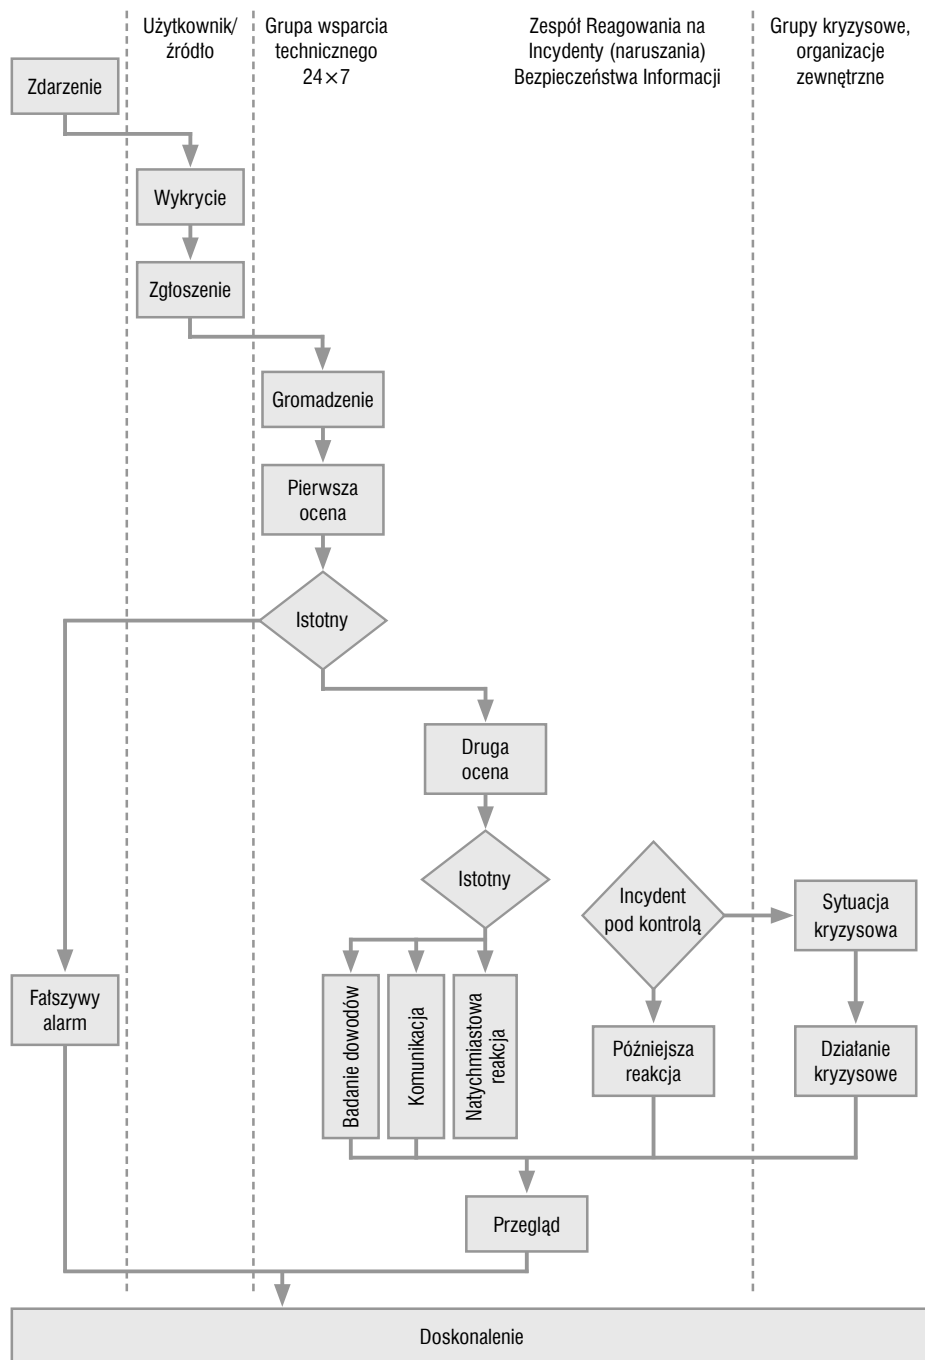 Użytkownik/
źródło
Grupa wsparcia
technicznego
24×7
Zespół Reagowania na
Incydenty (naruszania)
Bezpieczeństwa Informacji
Grupy kryzysowe,
organizacje
zewnętrzne
Zdarzenie
Wykrycie
Zgłoszenie
Gromadzenie
Pierwsza
ocena
Istotny
Druga
ocena
Istotny
Incydent
pod kontrolą
Sytuacja
kryzysowa
Fałszywy
alarm
Badanie dowodów
Komunikacja
Natychmiastowa
reakcja
Późniejsza
reakcja
Działanie
kryzysowe
Przegląd
Doskonalenie